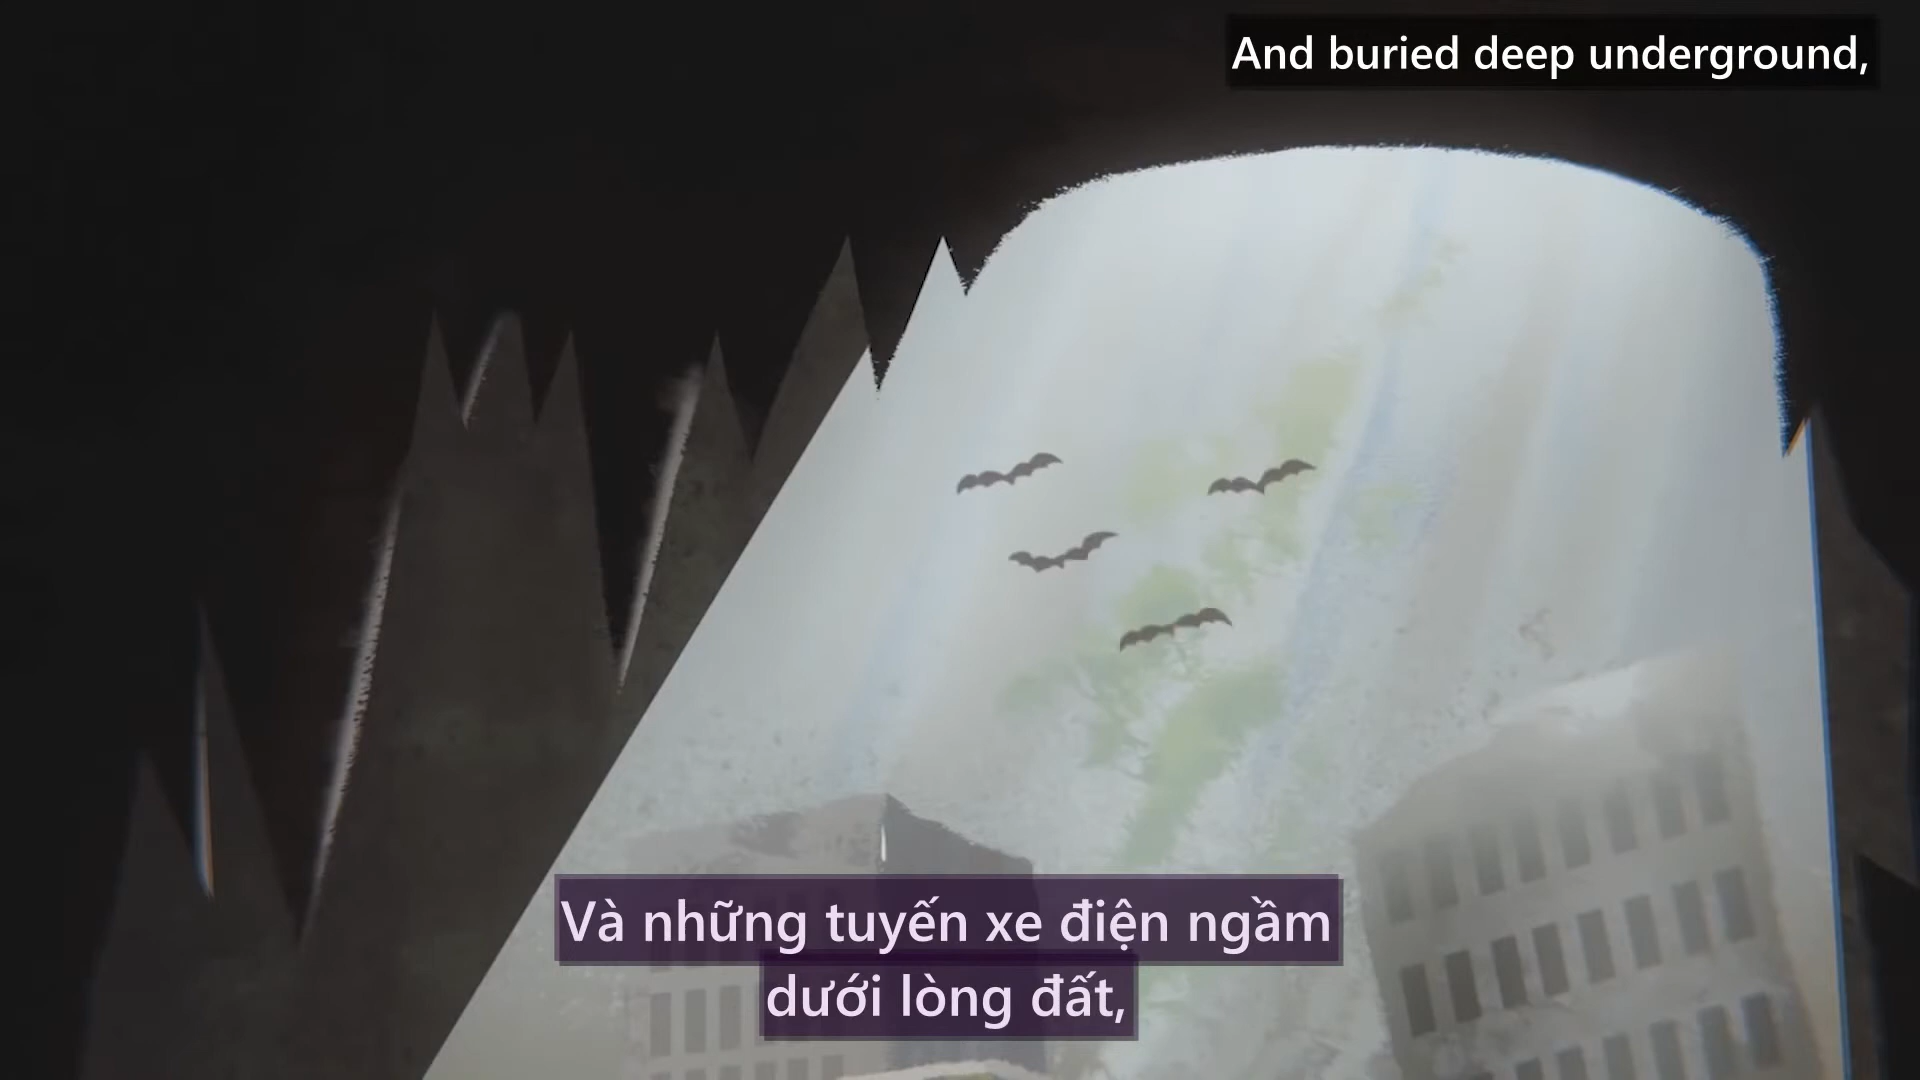 And buried deep underground,
Và những tuyến xe điện ngầm
dưới lòng đất,